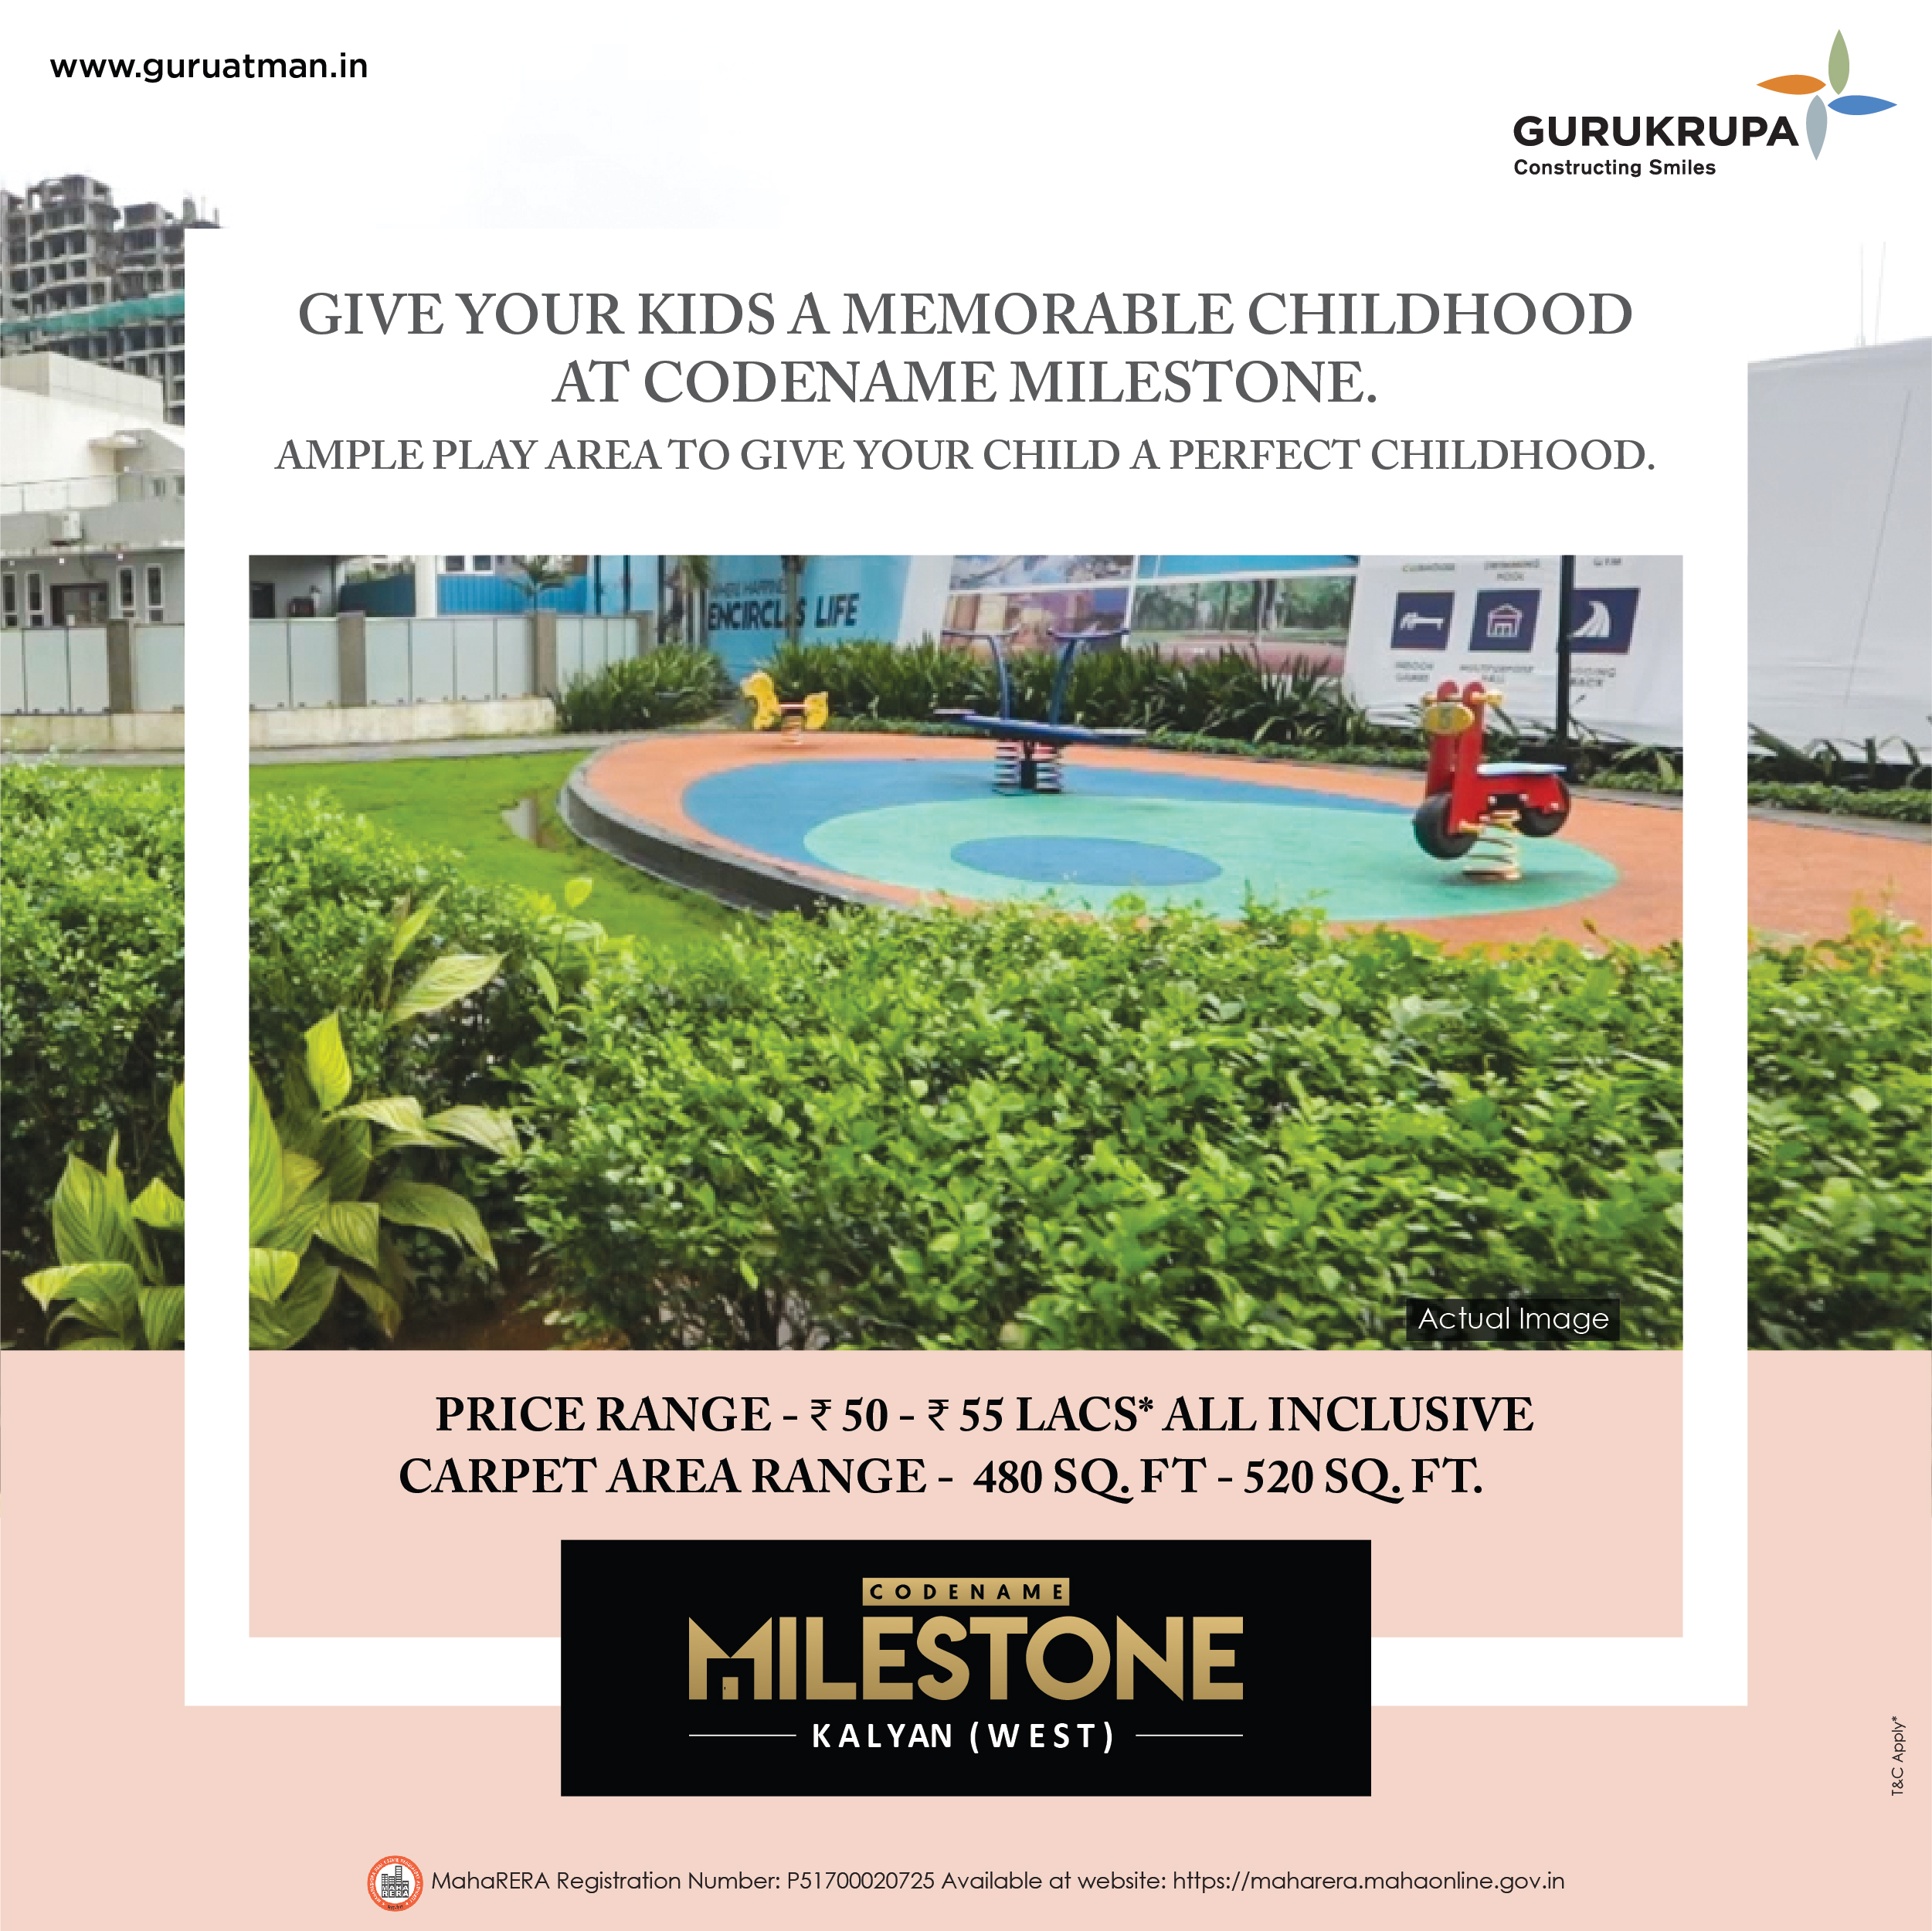 www.guruatman.in
GURUKRUPA
Constructing Smiles
GIVE YOUR KIDS A MEMORABLE CHILDHOOD
AT CODENAME MILESTONE.
AMPLE PLAY AREA TO GIVE YOUR CHILD A PERFECT CHILDHOOD.
ENCIRCLES LIFE
Actual Image
PRICE RANGE - ₹ 50 - ₹ 55 LACS* ALL INCLUSIVE
CARPET AREA RANGE - 480 SQ. FT - 520 SQ. FT.
CODENAME
MILESTONE
KALYAN (WEST)
T&C Apply*
MAHA
RERA
MahaRERA Registration Number: P51700020725 Available at website: https://maharera.mahaonline.gov.in